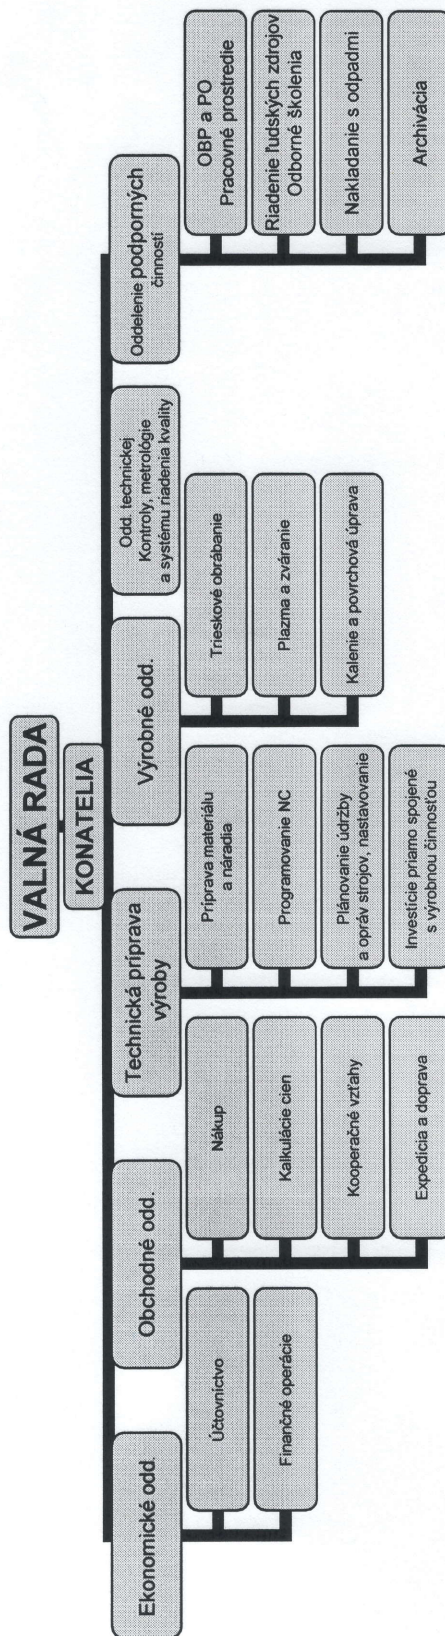 VALNÁ RADA
KONATELIA
Ekonomické odd.
Účtovníctvo
Finančné operácie
Obchodné odd.
Nákup
Kalkulácie cien
Kooperačné vzťahy
Expedícia a doprava
Technická príprava
výroby
Príprava materiálu
a náradia
Programovanie NC
Plánovanie údržby
a opráv strojov, nastavovanie
Investície priamo spojené
s výrobnou činnosťou
Výrobné odd.
Trieskové obrábanie
Plazma a zváranie
Kalenie a povrchová úprava
Odd. technickej
Kontroly, metrológie
a systému riadenia kvality
Oddelenie podporných
činností
OBP a PO
Pracovné prostredie
Riadenie ľudských zdrojov
Odborné školenia
Nakladanie s odpadmi
Archivácia